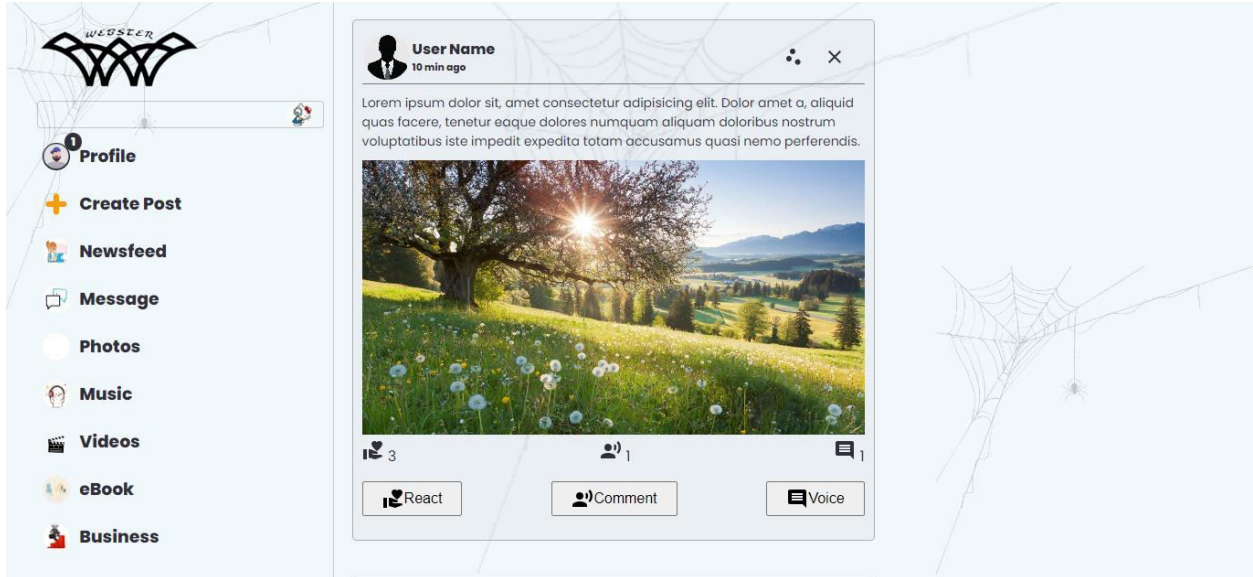 WEBSTER
1
Profile
Create Post
Newsfeed
Message
Photos
Music
Videos
eBook
Business
User Name
10 min ago
Lorem ipsum dolor sit, amet consectetur adipisicing elit. Dolor amet a, aliquid
quas facere, tenetur eaque dolores numquam aliquam doloribus nostrum
voluptatibus iste impedit expedita totam accusamus quasi nemo perferendis.
3
1
1
React
Comment
Voice